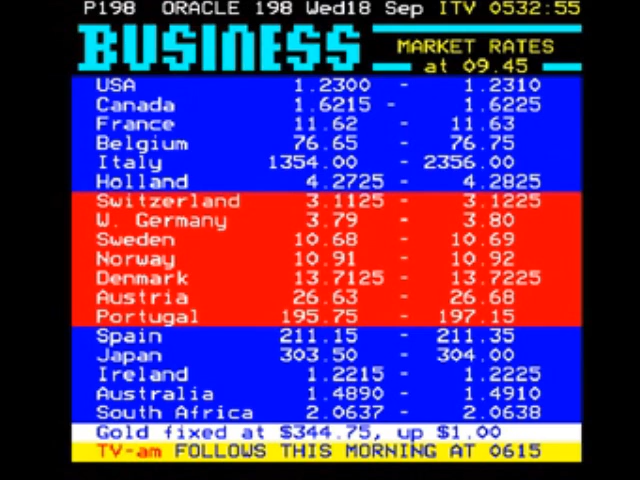 P198 ORACLE 198 Wed18 Sep ITV 0532:55
BUSINESS
MARKET RATES
at 09.45
USA 1.2300 - 1.2310
Canada 1.6215 - 1.6225
France 11.62 - 11.63
Belgium 76.65 - 76.75
Italy 1354.00 - 2356.00
Holland 4.2725 - 4.2825
Switzerland 3.1125 - 3.1225
W. Germany 3.79 - 3.80
Sweden 10.68 - 10.69
Norway 10.91 - 10.92
Denmark 13.7125 - 13.7225
Austria 26.63 - 26.68
Portugal 195.75 - 197.15
Spain 211.15 - 211.35
Japan 303.50 - 304.00
Ireland 1.2215 - 1.2225
Australia 1.4890 - 1.4910
South Africa 2.0637 - 2.0638
Gold fixed at $344.75, up $1.00
TV-am FOLLOWS THIS MORNING AT 0615